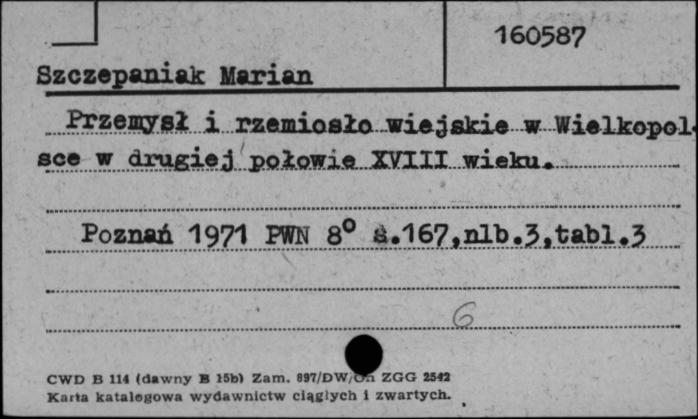 160587
Szczepaniak Marian
Przemysł i rzemiosło wiejskie w Wielkopol-
sce w drugiej połowie XVIII wieku.
Poznań 1971 PWN 8° s.167,nlb.3,tabl.3
6
CWD B 114 (dawny B 15b) Zam. 897/DW/On ZGG 2542
Karta katalogowa wydawnictw ciągłych i zwartych.